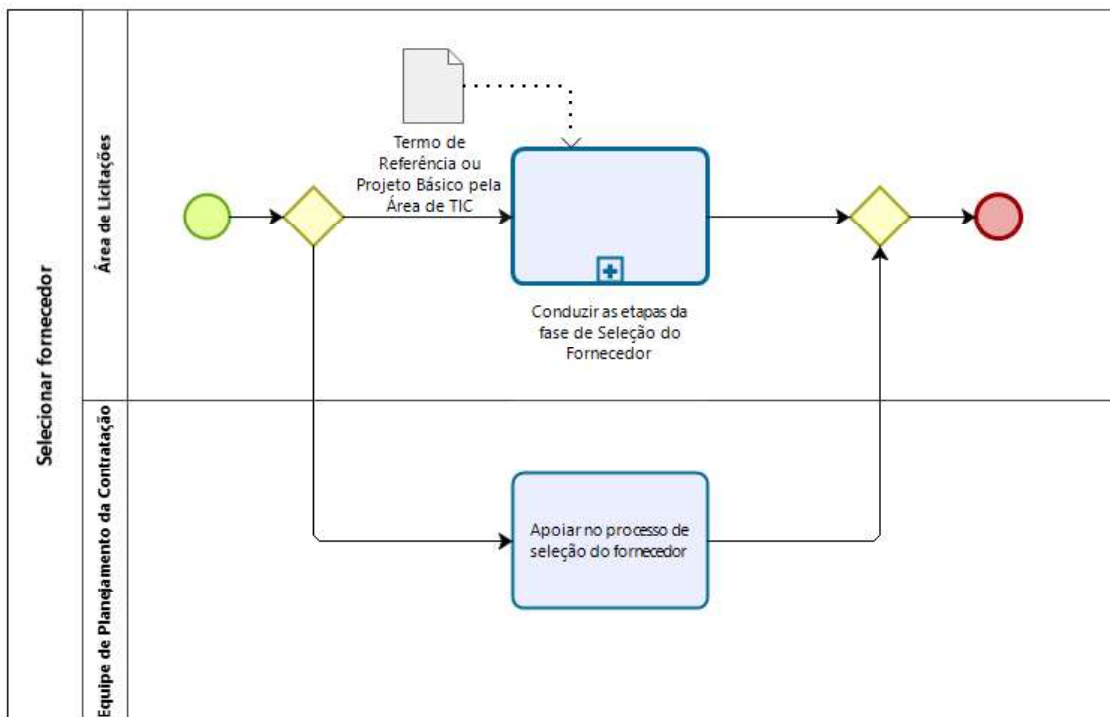 Selecionar fornecedor
Área de Licitações
Termo de
Referência ou
Projeto Básico pela
Área de TIC
Conduzir as etapas da
fase de Seleção do
Fornecedor
Equipe de Planejamento da Contratação
Apoiar no processo de
seleção do fornecedor